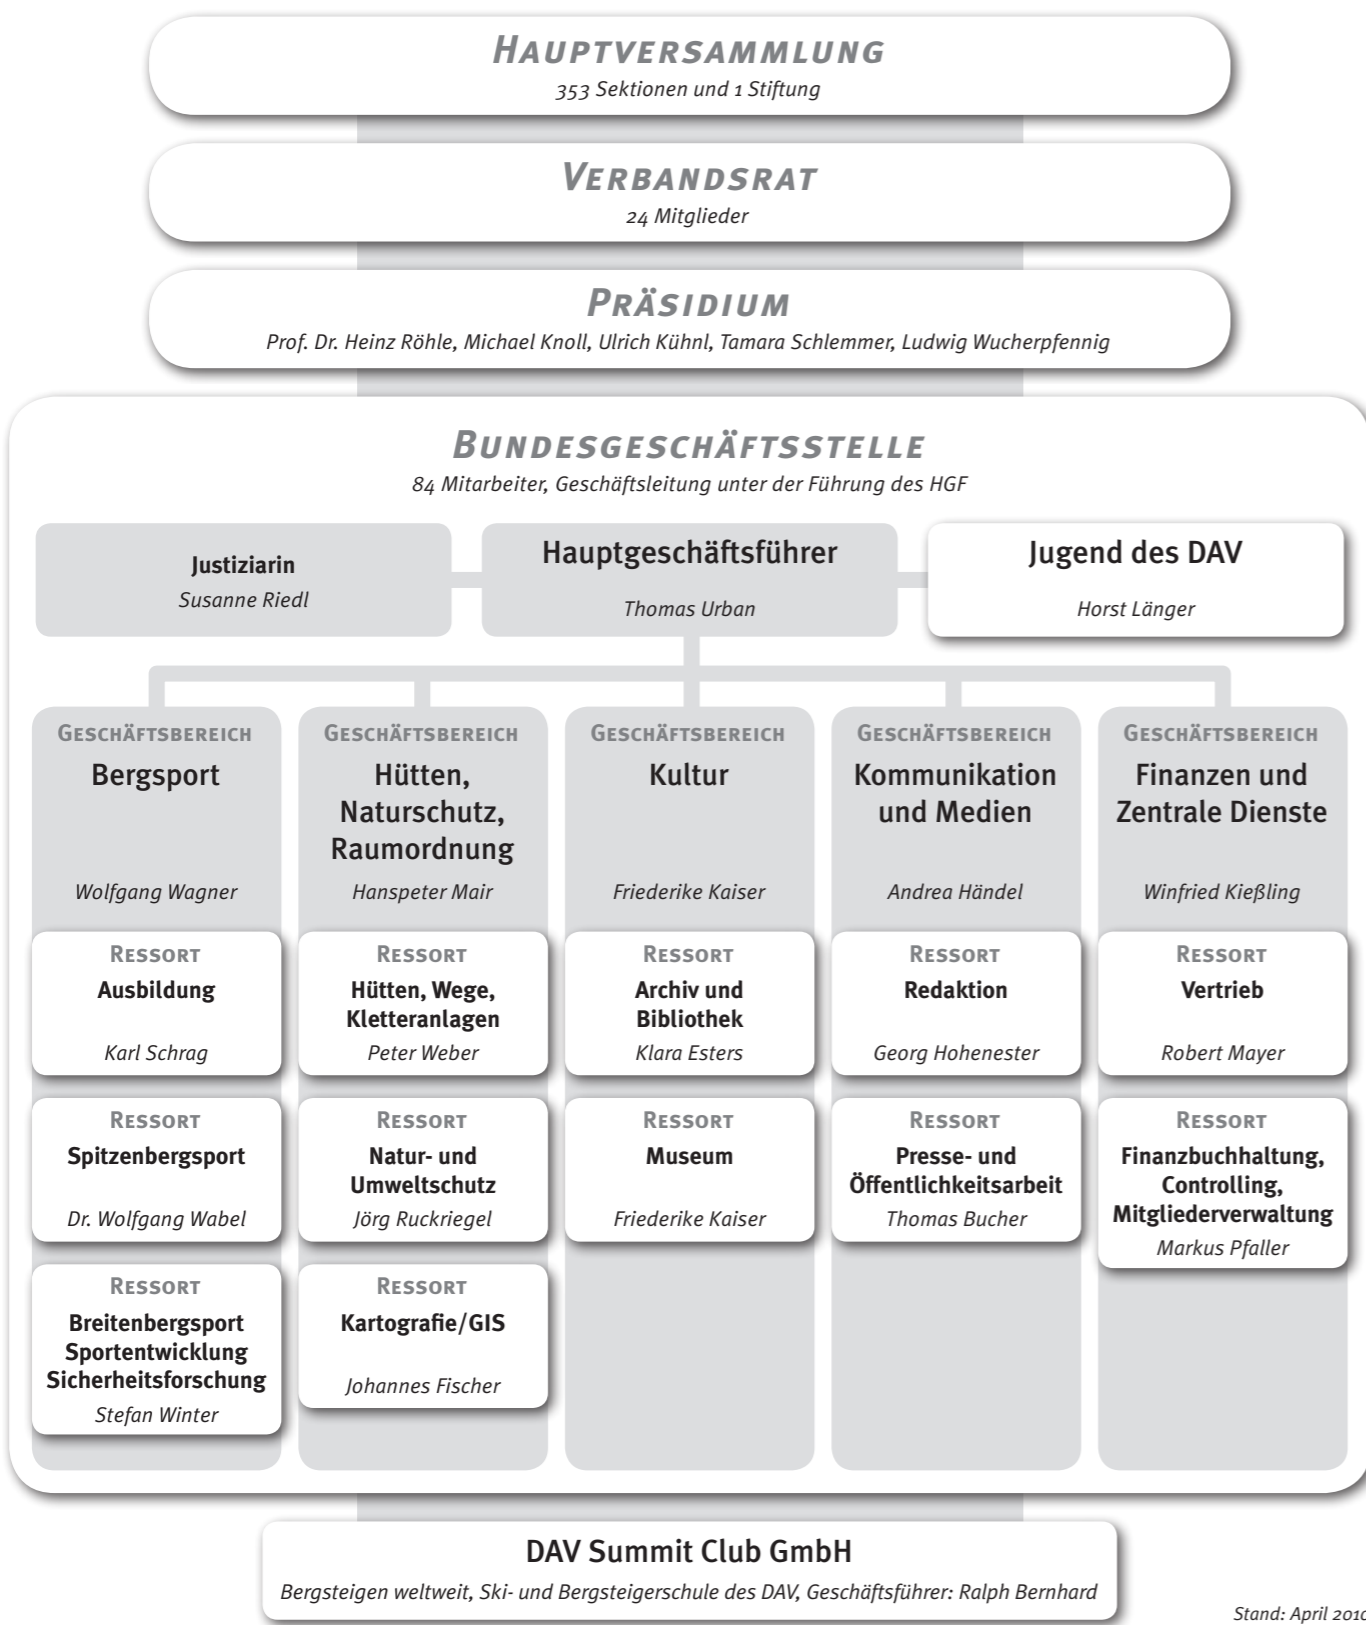 HAUPTVERSAMMLUNG
353 Sektionen und 1 Stiftung
VERBANDSRAT
24 Mitglieder
PRÄSIDIUM
Prof. Dr. Heinz Röhle, Michael Knoll, Ulrich Kühnl, Tamara Schlemmer, Ludwig Wucherpfennig
BUNDESGESCHÄFTSSTELLE
84 Mitarbeiter, Geschäftsleitung unter der Führung des HGF
Justiziarin
Susanne Riedl
Hauptgeschäftsführer
Thomas Urban
Jugend des DAV
Horst Länger
GESCHÄFTSBEREICH
Bergsport
Wolfgang Wagner
RESSORT
Ausbildung
Karl Schrag
RESSORT
Spitzenbergsport
Dr. Wolfgang Wabel
RESSORT
Breitenbergsport
Sportentwicklung
Sicherheitsforschung
Stefan Winter
GESCHÄFTSBEREICH
Hütten,
Naturschutz,
Raumordnung
Hanspeter Mair
RESSORT
Hütten, Wege,
Kletteranlagen
Peter Weber
RESSORT
Natur- und
Umweltschutz
Jörg Ruckriegel
RESSORT
Kartografie/GIS
Johannes Fischer
GESCHÄFTSBEREICH
Kultur
Friederike Kaiser
RESSORT
Archiv und
Bibliothek
Klara Esters
RESSORT
Museum
Friederike Kaiser
GESCHÄFTSBEREICH
Kommunikation
und Medien
Andrea Händel
RESSORT
Redaktion
Georg Hohenester
RESSORT
Presse- und
Öffentlichkeitsarbeit
Thomas Bucher
GESCHÄFTSBEREICH
Finanzen und
Zentrale Dienste
Winfried Kießling
RESSORT
Vertrieb
Robert Mayer
RESSORT
Finanzbuchhaltung,
Controlling,
Mitgliederverwaltung
Markus Pfaller
DAV Summit Club GmbH
Bergsteigen weltweit, Ski- und Bergsteigerschule des DAV, Geschäftsführer: Ralph Bernhard
Stand: April 2010